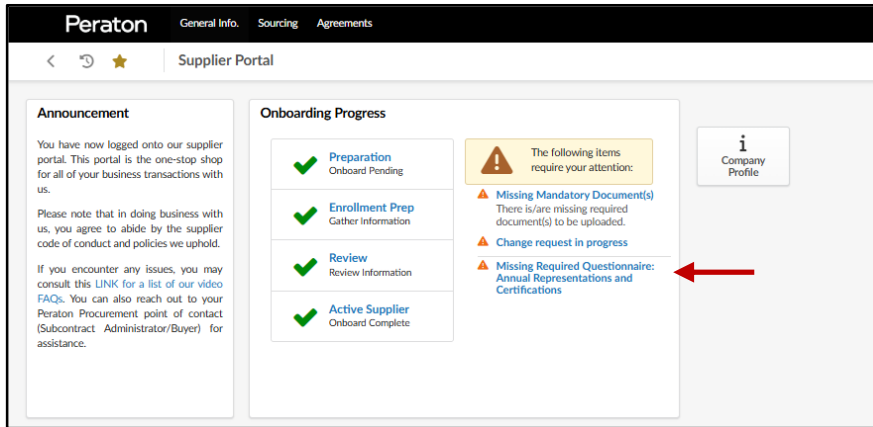 Peraton
General Info.
Sourcing
Agreements
Supplier Portal
Announcement
You have now logged onto our supplier
portal. This portal is the one-stop shop
for all of your business transactions with
us.
Please note that in doing business with
us, you agree to abide by the supplier
code of conduct and policies we uphold.
If you encounter any issues, you may
consult this LINK for a list of our video
FAQs. You can also reach out to your
Peraton Procurement point of contact
(Subcontract Administrator/Buyer) for
assistance.
Onboarding Progress
Preparation
Onboard Pending
Enrollment Prep
Gather Information
Review
Review Information
Active Supplier
Onboard Complete
The following items
require your attention:
Missing Mandatory Document(s)
There is/are missing required
document(s) to be uploaded.
Change request in progress
Missing Required Questionnaire:
Annual Representations and
Certifications
Company
Profile